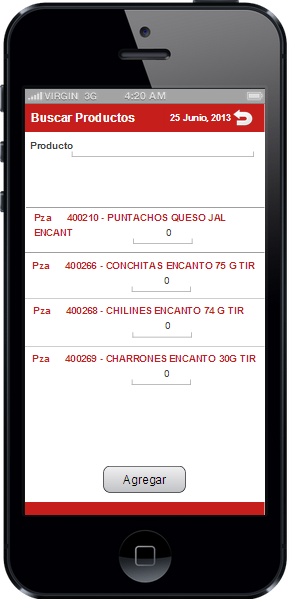 VIRGIN 3G 4:20 AM
Buscar Productos 25 Junio, 2013
Producto
Pza 400210 - PUNTACHOS QUESO JAL
ENCANT 0
Pza 400266 - CONCHITAS ENCANTO 75 G TIR
0
Pza 400268 - CHILINES ENCANTO 74 G TIR
0
Pza 400269 - CHARRONES ENCANTO 30G TIR
0
Agregar